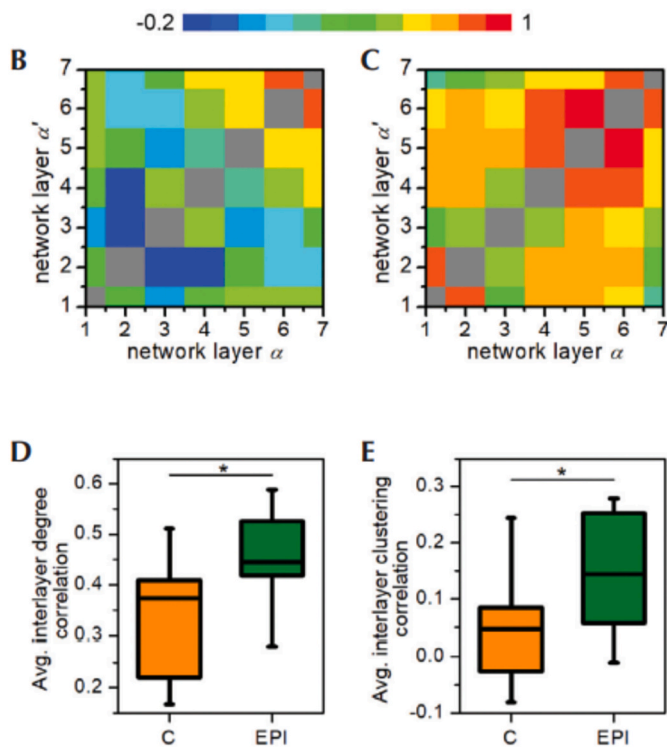 -0.2 1
B C
7 7
6 6
5 5
4 4
3 3
2 2
1 1
network layer α' network layer α'
1 2 3 4 5 6 7 1 2 3 4 5 6 7
network layer α network layer α
D E
Avg. interlayer degree
correlation
0.6
0.5
0.4
0.3
0.2
*
C EPI
Avg. interlayer clustering
correlation
0.3
0.2
0.1
0.0
-0.1
*
C EPI